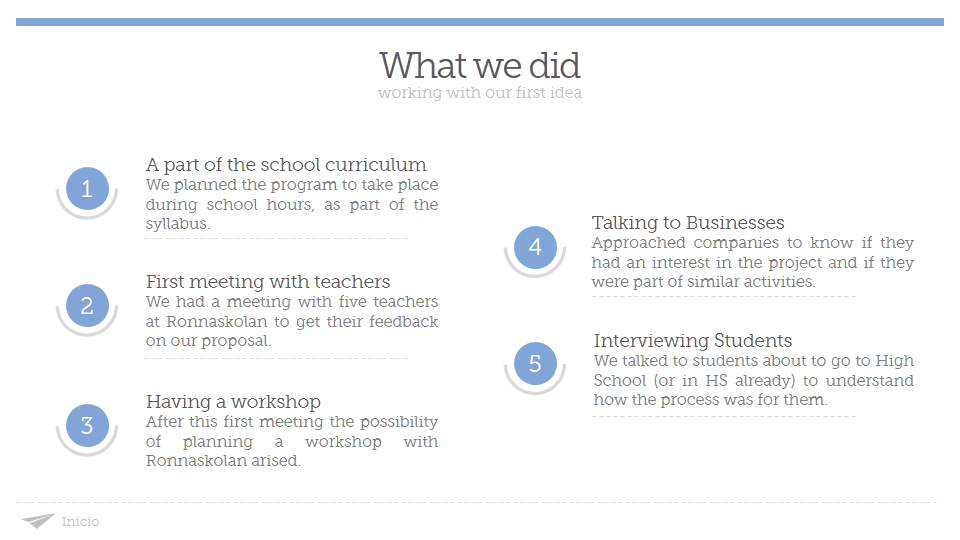 What we did
working with our first idea
1
A part of the school curriculum
We planned the program to take place
during school hours, as part of the
syllabus.
2
First meeting with teachers
We had a meeting with five teachers
at Ronnaskolan to get their feedback
on our proposal.
3
Having a workshop
After this first meeting the possibility
of planning a workshop with
Ronnaskolan arised.
4
Talking to Businesses
Approached companies to know if they
had an interest in the project and if they
were part of similar activities.
5
Interviewing Students
We talked to students about to go to High
School (or in HS already) to understand
how the process was for them.
Inicio